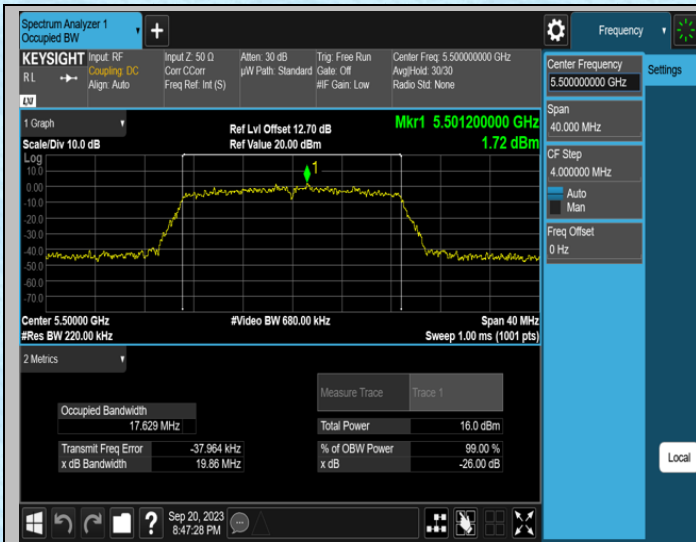 Spectrum Analyzer 1
Occupied BW
+
Frequency
KEYSIGHT
R L
Input: RF
Coupling: DC
Align: Auto
Input Z: 50 Ω
Corr CCorr
Freq Ref: Int (S)
Atten: 30 dB
µW Path: Standard
Trig: Free Run
Gate: Off
#IF Gain: Low
Center Freq: 5.500000000 GHz
Avg|Hold: 30/30
Radio Std: None
Center Frequency
5.500000000 GHz
Settings
Span
40.000 MHz
CF Step
4.000000 MHz
Auto
Man
Freq Offset
0 Hz
Local
1 Graph
Scale/Div 10.0 dB
Ref Lvl Offset 12.70 dB
Ref Value 20.00 dBm
Mkr1 5.501200000 GHz
1.72 dBm
Log
10.0
0.00
-10.0
-20.0
-30.0
-40.0
-50.0
-60.0
-70.0
1
Center 5.50000 GHz
#Res BW 220.00 kHz
#Video BW 680.00 kHz
Span 40 MHz
Sweep 1.00 ms (1001 pts)
2 Metrics
Measure Trace
Trace 1
Occupied Bandwidth
17.629 MHz
Total Power
16.0 dBm
Transmit Freq Error
-37.964 kHz
% of OBW Power
99.00 %
x dB Bandwidth
19.86 MHz
x dB
-26.00 dB
?
Sep 20, 2023
8:47:28 PM